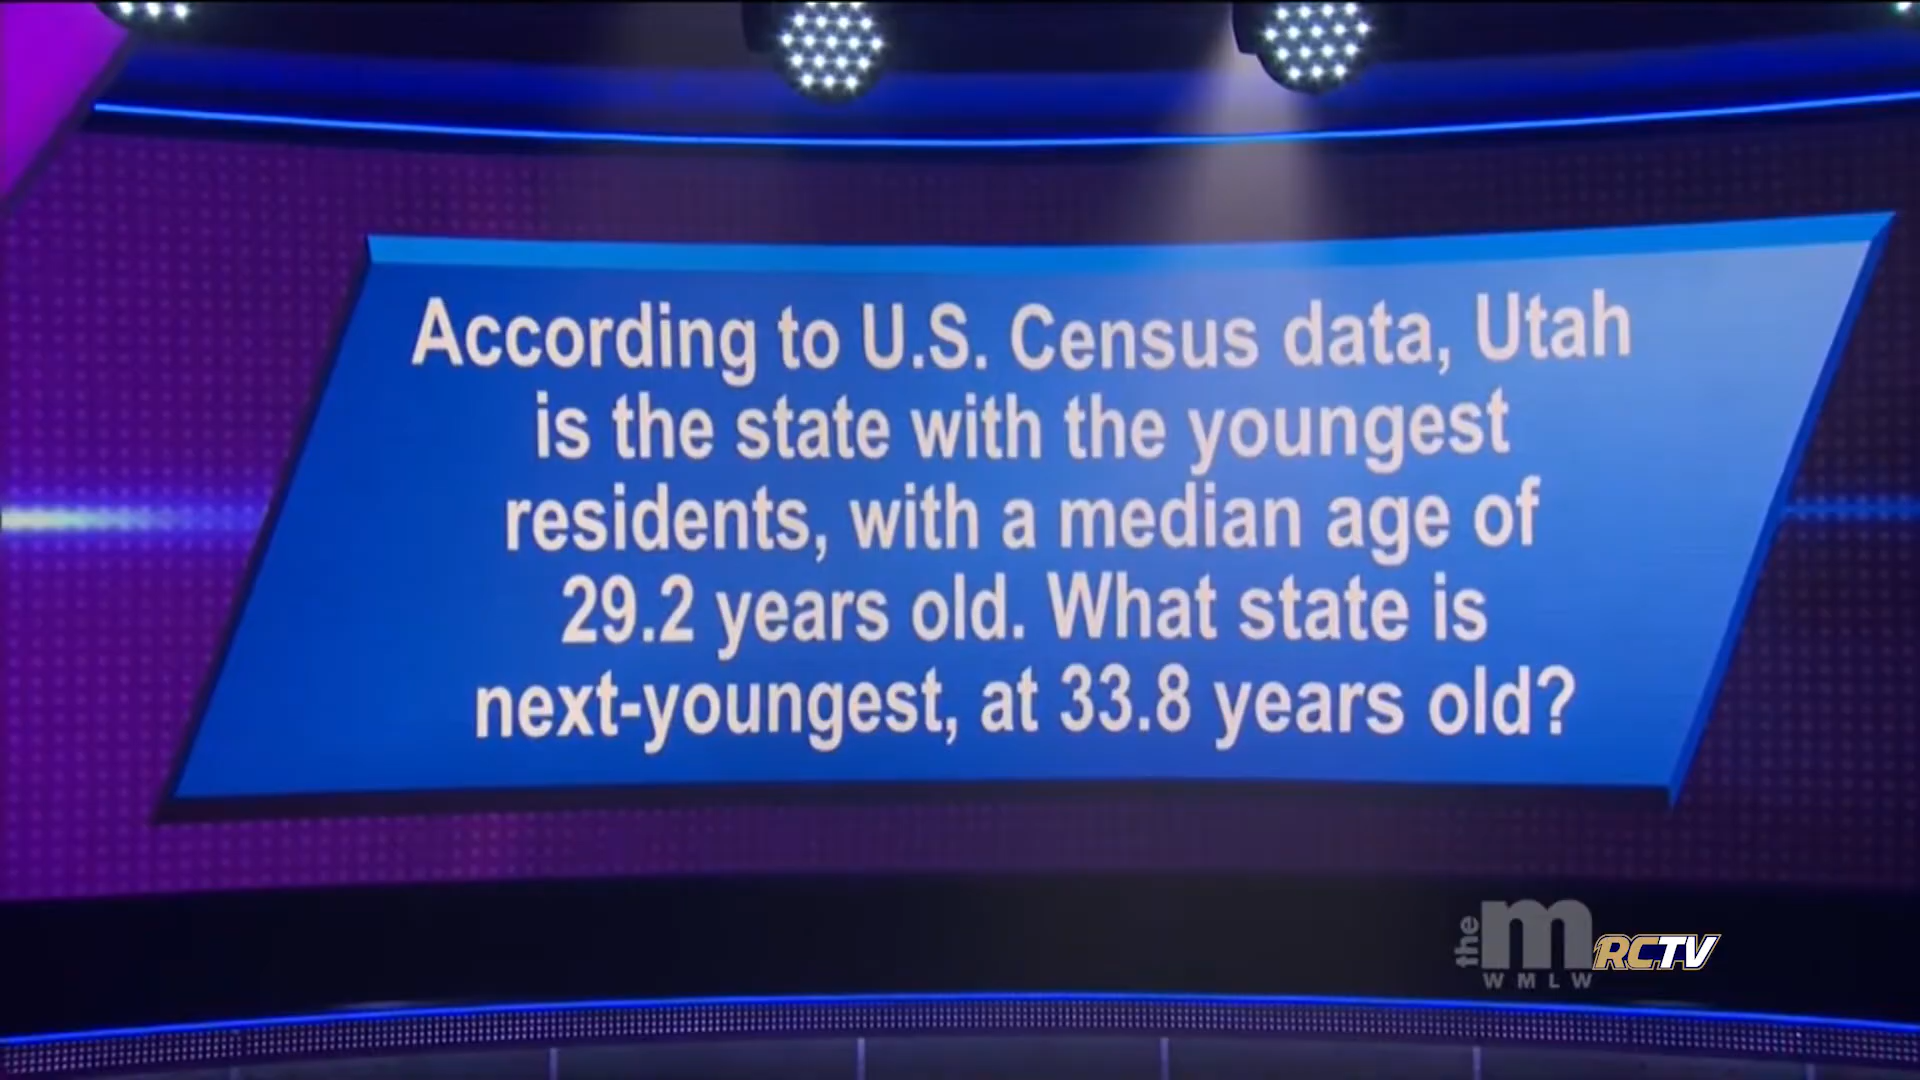 According to U.S. Census data, Utah
is the state with the youngest
residents, with a median age of
29.2 years old. What state is
next-youngest, at 33.8 years old?
the m
WMLW
RCTV